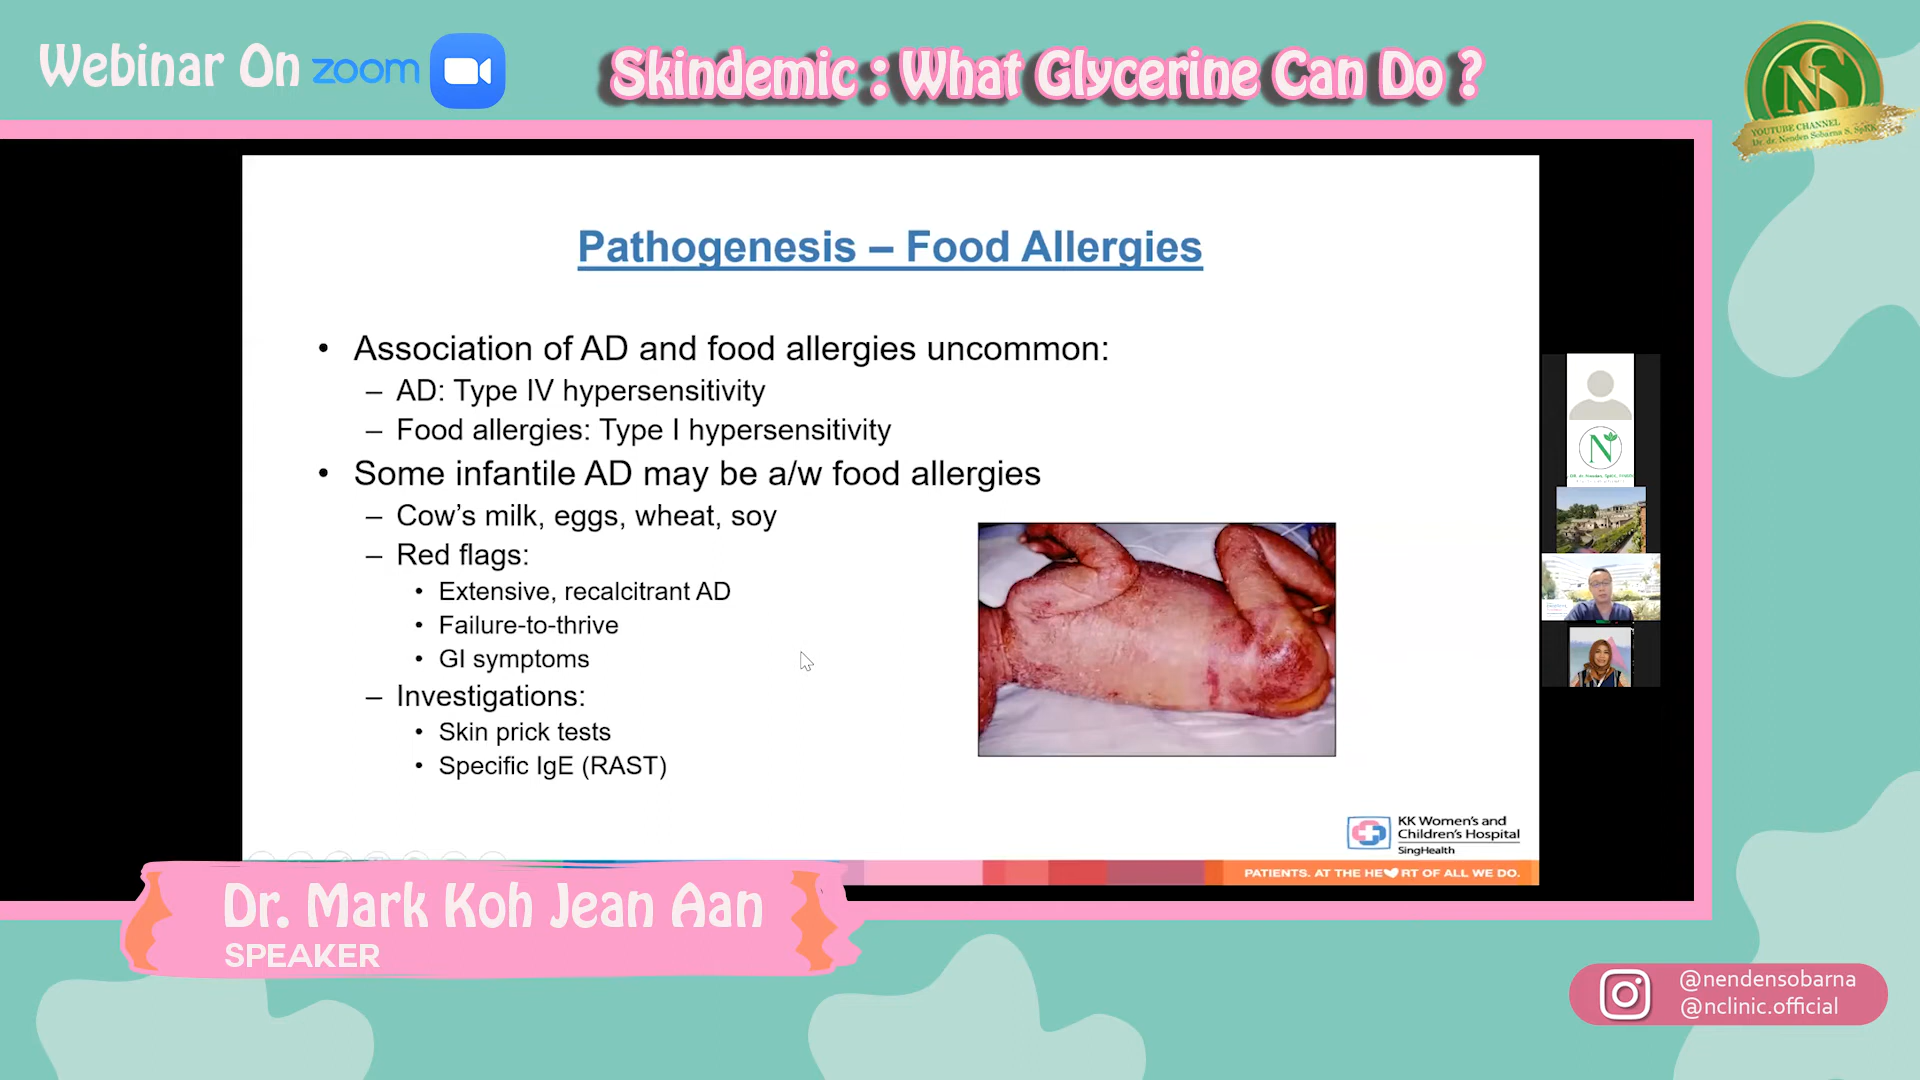 Webinar On zoom
Skindemic : What Glycerine Can Do ?
NS
YOUTUBE CHANNEL
Dr. dr. Nenden Sobarna S, SpKK
Pathogenesis – Food Allergies
• Association of AD and food allergies uncommon:
– AD: Type IV hypersensitivity
– Food allergies: Type I hypersensitivity
• Some infantile AD may be a/w food allergies
– Cow's milk, eggs, wheat, soy
– Red flags:
• Extensive, recalcitrant AD
• Failure-to-thrive
• GI symptoms
– Investigations:
• Skin prick tests
• Specific IgE (RAST)
N
KK Women's and
Children's Hospital
SingHealth
PATIENTS. AT THE HE♥RT OF ALL WE DO.
Dr. Mark Koh Jean Aan
SPEAKER
@nendensobarna
@nclinic.official